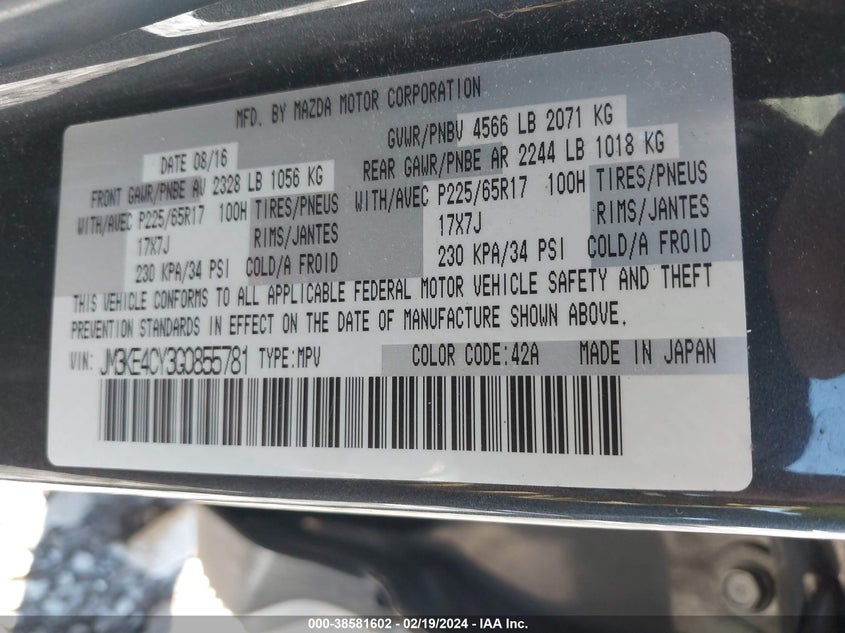 MFD. BY MAZDA MOTOR CORPORATION
DATE 08/16
GVWR/PNBV 4566 LB 2071 KG
FRONT GAWR/PNBE AV 2328 LB 1056 KG
REAR GAWR/PNBE AR 2244 LB 1018 KG
WITH/AVEC P225/65R17 100H TIRES/PNEUS
WITH/AVEC P225/65R17 100H TIRES/PNEUS
17X7J RIMS/JANTES
17X7J RIMS/JANTES
230 KPA/34 PSI COLD/A FROID
230 KPA/34 PSI COLD/A FROID
THIS VEHICLE CONFORMS TO ALL APPLICABLE FEDERAL MOTOR VEHICLE SAFETY AND THEFT
PREVENTION STANDARDS IN EFFECT ON THE DATE OF MANUFACTURE SHOWN ABOVE.
VIN: JM3KE4CY3G0855781 TYPE:MPV COLOR CODE:42A MADE IN JAPAN
000-38581602 - 02/19/2024 - IAA Inc.